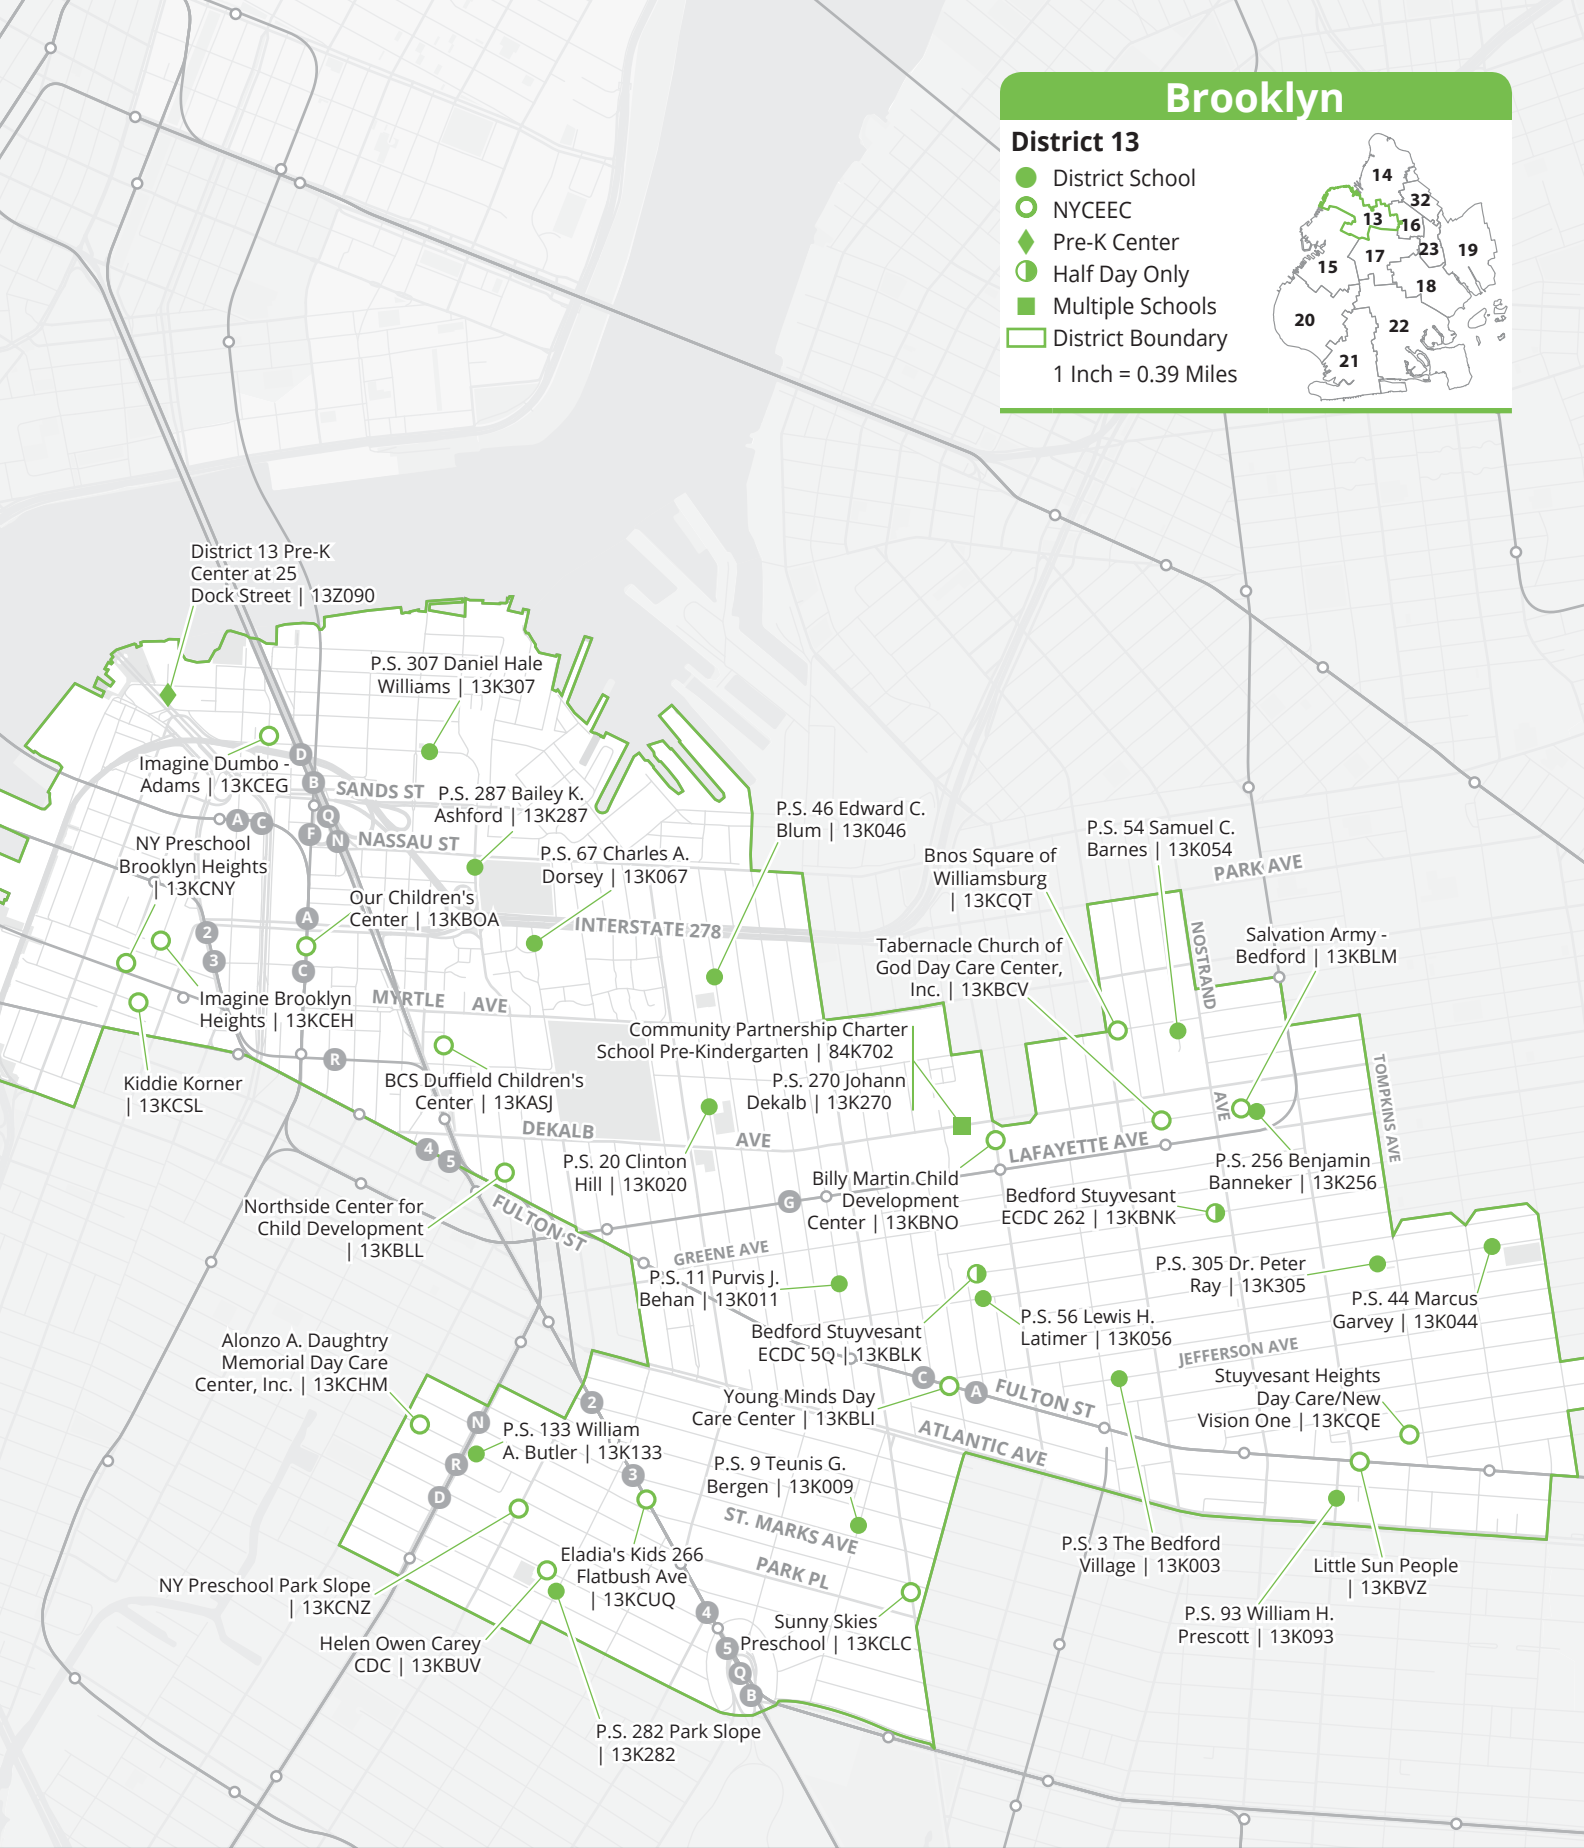 Brooklyn
District 13
District School
NYCEEC
Pre-K Center
Half Day Only
Multiple Schools
District Boundary
1 Inch = 0.39 Miles
14
32
13
16
23
19
17
15
18
20
22
21
District 13 Pre-K
Center at 25
Dock Street | 13Z090
P.S. 307 Daniel Hale
Williams | 13K307
Imagine Dumbo -
Adams | 13KCEG
D
B
SANDS ST
Q
F
N
NASSAU ST
A
C
P.S. 287 Bailey K.
Ashford | 13K287
P.S. 46 Edward C.
Blum | 13K046
P.S. 54 Samuel C.
Barnes | 13K054
NY Preschool
Brooklyn Heights
| 13KCNY
P.S. 67 Charles A.
Dorsey | 13K067
Bnos Square of
Williamsburg
| 13KCQT
PARK AVE
Our Children's
Center | 13KBOA
A
2
3
C
INTERSTATE 278
NOSTRAND
AVE
Salvation Army -
Bedford | 13KBLM
Tabernacle Church of
God Day Care Center,
Inc. | 13KBCV
Imagine Brooklyn
Heights | 13KCEH
MYRTLE AVE
Community Partnership Charter
School Pre-Kindergarten | 84K702
R
Kiddie Korner
| 13KCSL
BCS Duffield Children's
Center | 13KASJ
P.S. 270 Johann
Dekalb | 13K270
TOMPKINS AVE
DEKALB
AVE
LAFAYETTE AVE
4
5
P.S. 20 Clinton
Hill | 13K020
Billy Martin Child
Development
Center | 13KBNO
P.S. 256 Benjamin
Banneker | 13K256
Bedford Stuyvesant
ECDC 262 | 13KBNK
G
Northside Center for
Child Development
| 13KBLL
FULTON ST
GREENE AVE
P.S. 11 Purvis J.
Behan | 13K011
P.S. 305 Dr. Peter
Ray | 13K305
P.S. 44 Marcus
Garvey | 13K044
Bedford Stuyvesant
ECDC 5Q | 13KBLK
P.S. 56 Lewis H.
Latimer | 13K056
JEFFERSON AVE
Alonzo A. Daughtry
Memorial Day Care
Center, Inc. | 13KCHM
Stuyvesant Heights
Day Care/New
Vision One | 13KCQE
C
A
FULTON ST
Young Minds Day
Care Center | 13KBLI
ATLANTIC AVE
2
N
R
D
3
P.S. 133 William
A. Butler | 13K133
P.S. 9 Teunis G.
Bergen | 13K009
ST. MARKS AVE
PARK PL
Eladia's Kids 266
Flatbush Ave
| 13KCUQ
P.S. 3 The Bedford
Village | 13K003
Little Sun People
| 13KBVZ
NY Preschool Park Slope
| 13KCNZ
P.S. 93 William H.
Prescott | 13K093
Sunny Skies
Preschool | 13KCLC
Helen Owen Carey
CDC | 13KBUV
4
5
Q
B
P.S. 282 Park Slope
| 13K282